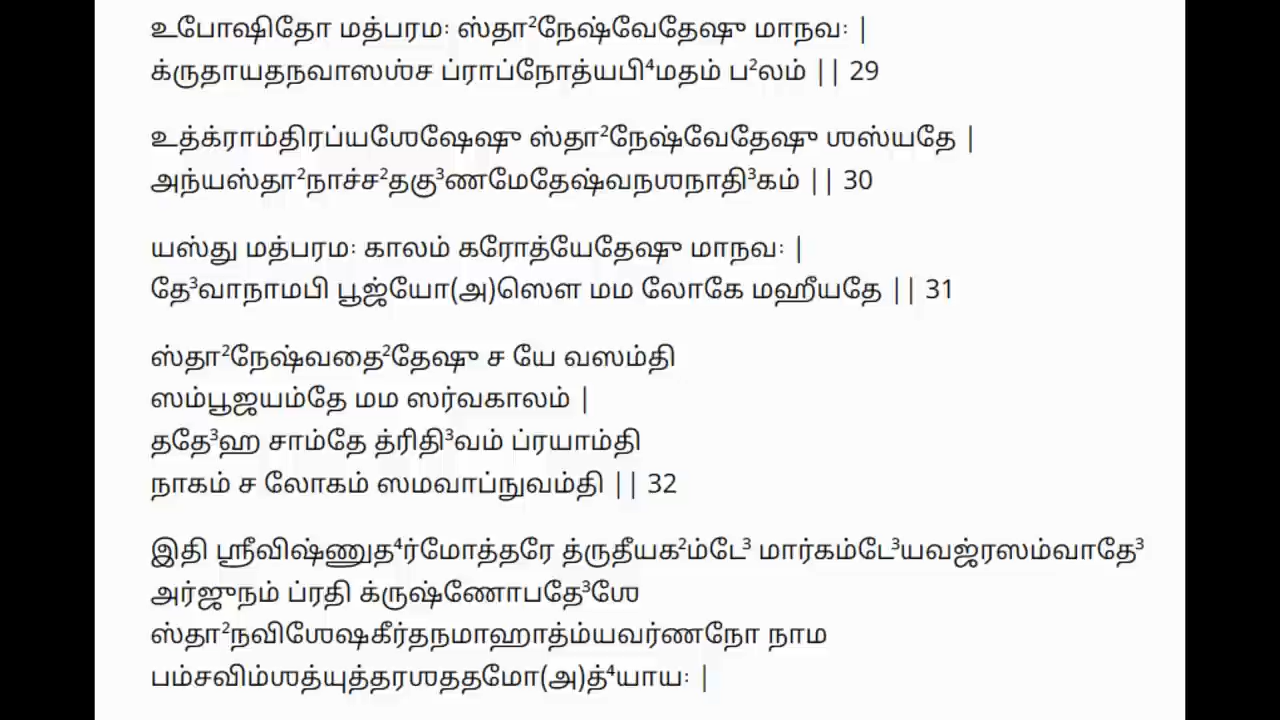 உபோஷிதோ மத்பரம: ஸ்தா²நேஷ்வேதேஷு மாநவ: |
க்ருதாயதநவாஸஶ்ச ப்ராப்நோத்யபி⁴மதம் ப²லம் || 29
உத்க்ராம்திரப்யஶேஷேஷு ஸ்தா²நேஷ்வேதேஷு ஶஸ்யதே |
அந்யஸ்தா²நாச்ச²தகு³ணமேதேஷ்வநஶநாதி³கம் || 30
யஸ்து மத்பரம: காலம் கரோத்யேதேஷு மாநவ: |
தே³வாநாமபி பூஜ்யோ(அ)ஸௌ மம லோகே மஹீயதே || 31
ஸ்தா²நேஷ்வதை²தேஷு ச யே வஸம்தி
ஸம்பூஜயம்தே மம ஸர்வகாலம் |
ததே³ஹ சாம்தே த்ரிதி³வம் ப்ரயாம்தி
நாகம் ச லோகம் ஸமவாப்நுவம்தி || 32
இதி ஶ்ரீவிஷ்ணுத⁴ர்மோத்தரே த்ருதீயக²ம்டே³ மார்கம்டே³யவஜ்ரஸம்வாதே³
அர்ஜுநம் ப்ரதி க்ருஷ்ணோபதே³ஶே
ஸ்தா²நவிஶேஷகீர்தநமாஹாத்ம்யவர்ணநோ நாம
பம்சவிம்ஶத்யுத்தரஶததமோ(அ)த்⁴யாய: |